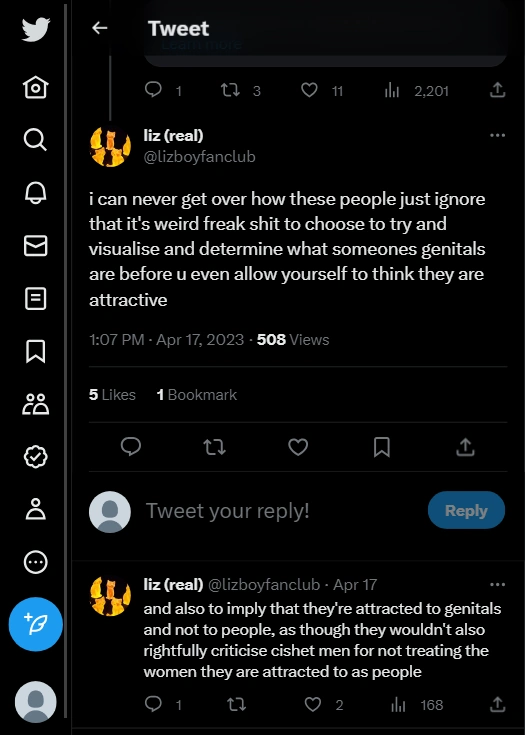 Tweet
Learn more
1 3 11 2,201
liz (real)
@lizboyfanclub
i can never get over how these people just ignore
that it's weird freak shit to choose to try and
visualise and determine what someones genitals
are before u even allow yourself to think they are
attractive
1:07 PM · Apr 17, 2023 · 508 Views
5 Likes 1 Bookmark
Tweet your reply!
Reply
liz (real) @lizboyfanclub · Apr 17
and also to imply that they're attracted to genitals
and not to people, as though they wouldn't also
rightfully criticise cishet men for not treating the
women they are attracted to as people
1 2 168